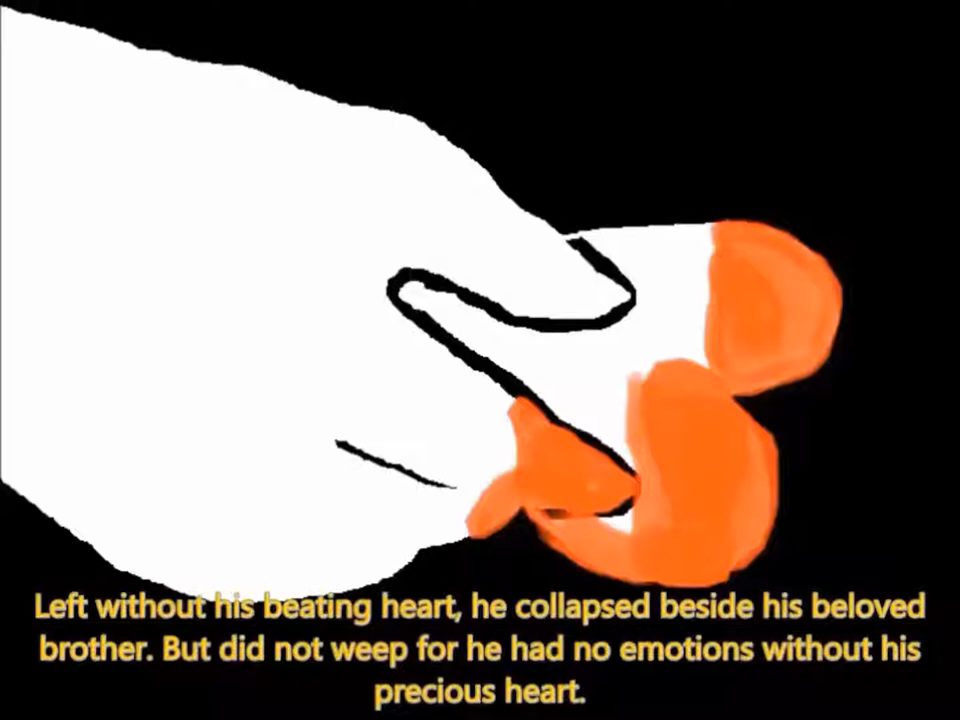 Left without his beating heart, he collapsed beside his beloved
brother. But did not weep for he had no emotions without his
precious heart.